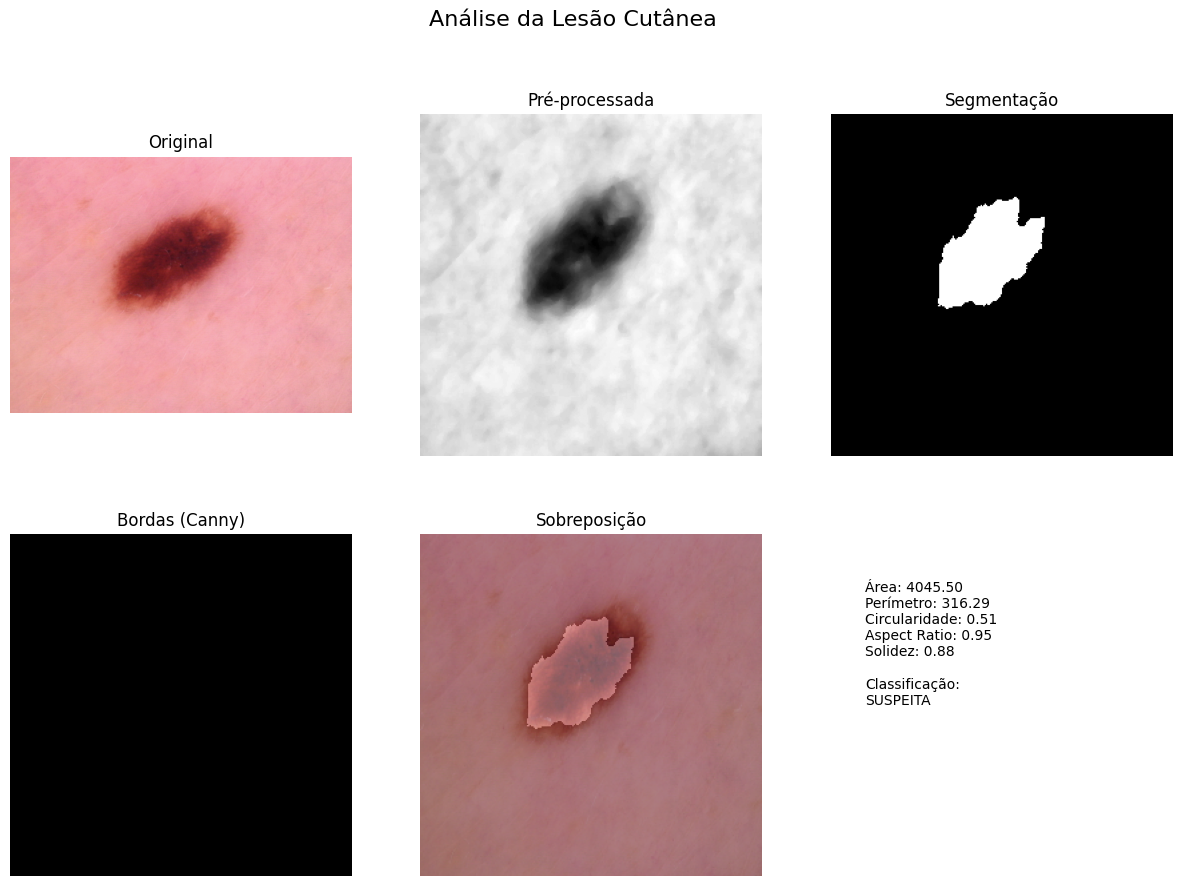 Análise da Lesão Cutânea
Original
Pré-processada
Segmentação
Bordas (Canny)
Sobreposição
Área: 4045.50
Perímetro: 316.29
Circularidade: 0.51
Aspect Ratio: 0.95
Solidez: 0.88
Classificação:
SUSPEITA